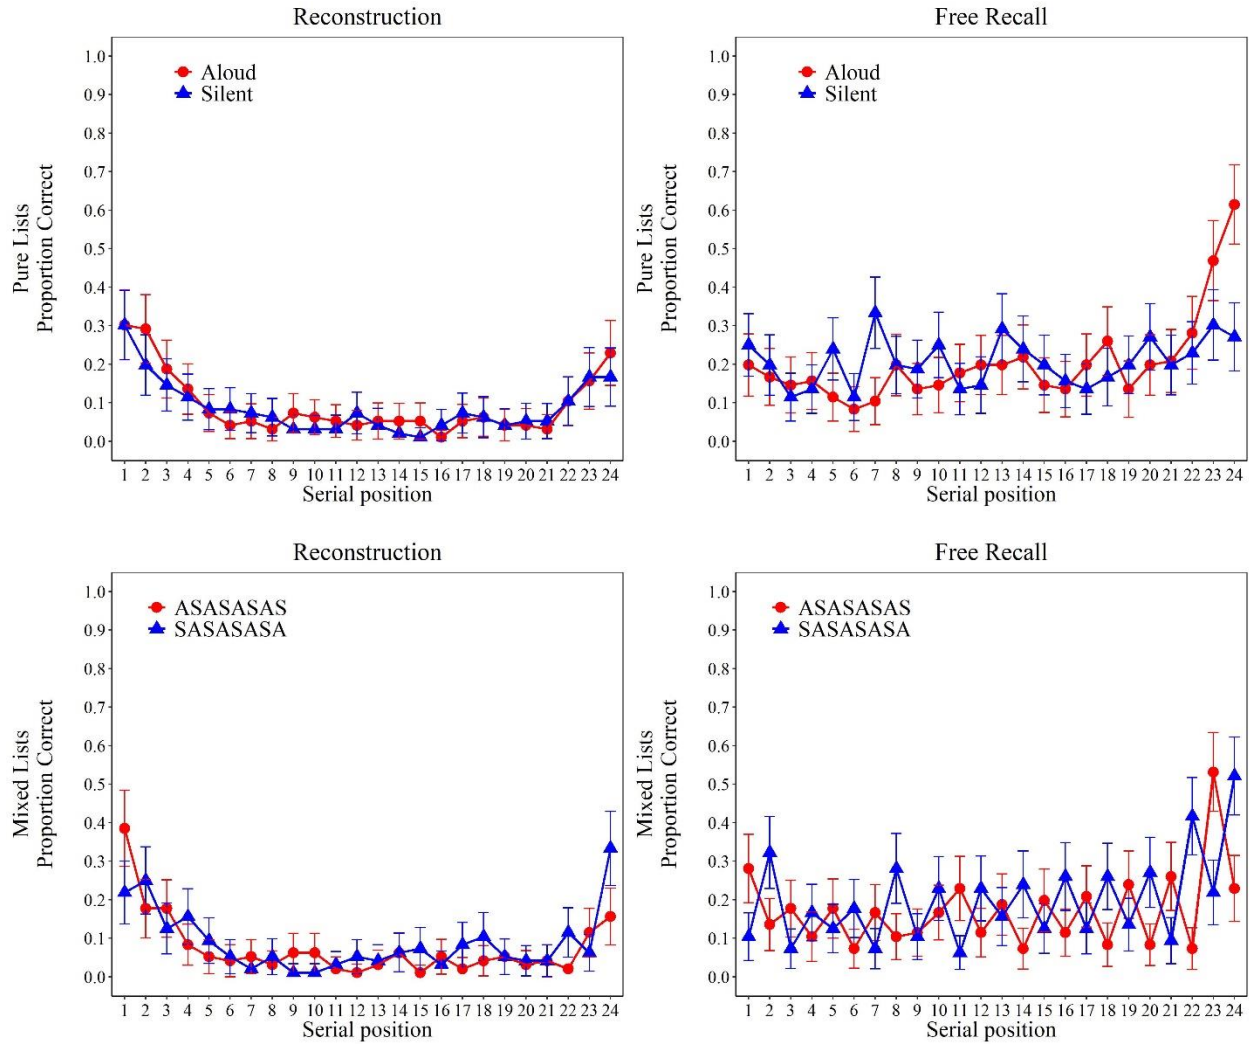 Reconstruction
Aloud
Silent
Pure Lists
Proportion Correct
1.0
0.9
0.8
0.7
0.6
0.5
0.4
0.3
0.2
0.1
0.0
1 2 3 4 5 6 7 8 9 10 11 12 13 14 15 16 17 18 19 20 21 22 23 24
Serial position
Free Recall
Aloud
Silent
Pure Lists
Proportion Correct
1.0
0.9
0.8
0.7
0.6
0.5
0.4
0.3
0.2
0.1
0.0
1 2 3 4 5 6 7 8 9 10 11 12 13 14 15 16 17 18 19 20 21 22 23 24
Serial position
Reconstruction
ASASASAS
SASASASA
Mixed Lists
Proportion Correct
1.0
0.9
0.8
0.7
0.6
0.5
0.4
0.3
0.2
0.1
0.0
1 2 3 4 5 6 7 8 9 10 11 12 13 14 15 16 17 18 19 20 21 22 23 24
Serial position
Free Recall
ASASASAS
SASASASA
Mixed Lists
Proportion Correct
1.0
0.9
0.8
0.7
0.6
0.5
0.4
0.3
0.2
0.1
0.0
1 2 3 4 5 6 7 8 9 10 11 12 13 14 15 16 17 18 19 20 21 22 23 24
Serial position